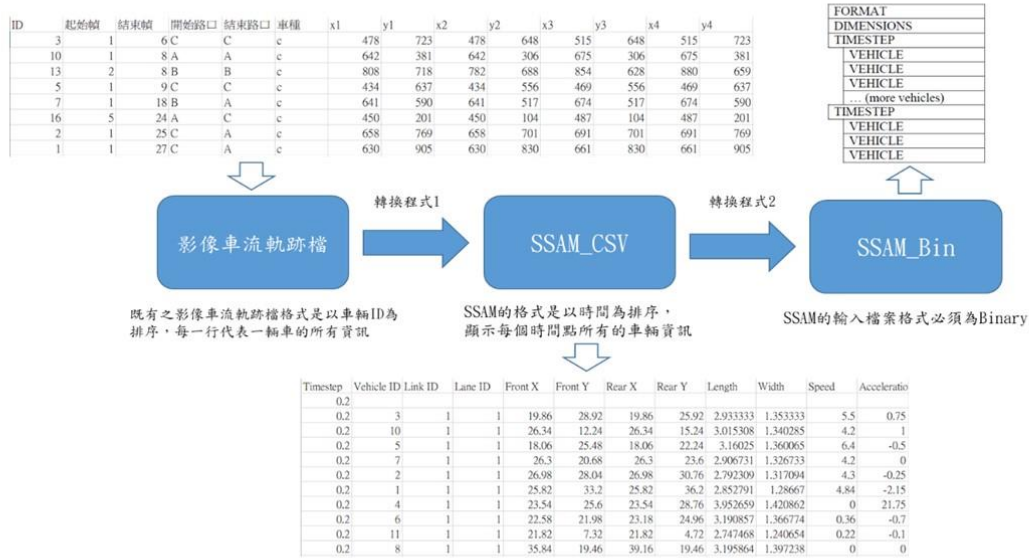 ID 起始幀 結束幀 開始路口 結束路口 車種 x1 y1 x2 y2 x3 y3 x4 y4
3 1 6 C C c 478 723 478 648 515 648 515 723
10 1 8 A A c 642 381 642 306 675 306 675 381
13 2 8 B B c 808 718 782 688 854 628 880 659
5 1 9 C C c 434 637 434 556 469 556 469 637
7 1 18 B A c 641 590 641 517 674 517 674 590
16 5 24 A C c 450 201 450 104 487 104 487 201
2 1 25 C A c 658 769 658 701 691 701 691 769
1 1 27 C A c 630 905 630 830 661 830 661 905
FORMAT
DIMENSIONS
TIMESTEP
VEHICLE
VEHICLE
VEHICLE
... (more vehicles)
TIMESTEP
VEHICLE
VEHICLE
VEHICLE
影像車流軌跡檔
轉換程式1
SSAM_CSV
轉換程式2
SSAM_Bin
既有之影像車流軌跡檔格式是以車輛ID為
排序，每一行代表一輛車的所有資訊
SSAM的格式是以時間為排序，
顯示每個時間點所有的車輛資訊
SSAM的輸入檔案格式必須為Binary
Timestep Vehicle ID Link ID Lane ID Front X Front Y Rear X Rear Y Length Width Speed Acceleratio
0.2
0.2 3 1 1 19.86 28.92 19.86 25.92 2.933333 1.353333 5.5 0.75
0.2 10 1 1 26.34 12.24 26.34 15.24 3.015308 1.340285 4.2 1
0.2 5 1 1 18.06 25.48 18.06 22.24 3.16025 1.360065 6.4 -0.5
0.2 7 1 1 26.3 20.68 26.3 23.6 2.906731 1.326733 4.2 0
0.2 2 1 1 26.98 28.04 26.98 30.76 2.792309 1.317094 4.3 -0.25
0.2 1 1 1 25.82 33.2 25.82 36.2 2.852791 1.28667 4.84 -2.15
0.2 4 1 1 23.54 25.6 23.54 28.76 3.952659 1.420862 0 21.75
0.2 6 1 1 22.58 21.98 23.18 24.96 3.190857 1.366774 0.36 -0.7
0.2 11 1 1 21.82 7.32 21.82 4.72 2.747468 1.240654 0.22 -0.1
0.2 8 1 1 35.84 19.46 39.16 19.46 3.195864 1.397238 0 0